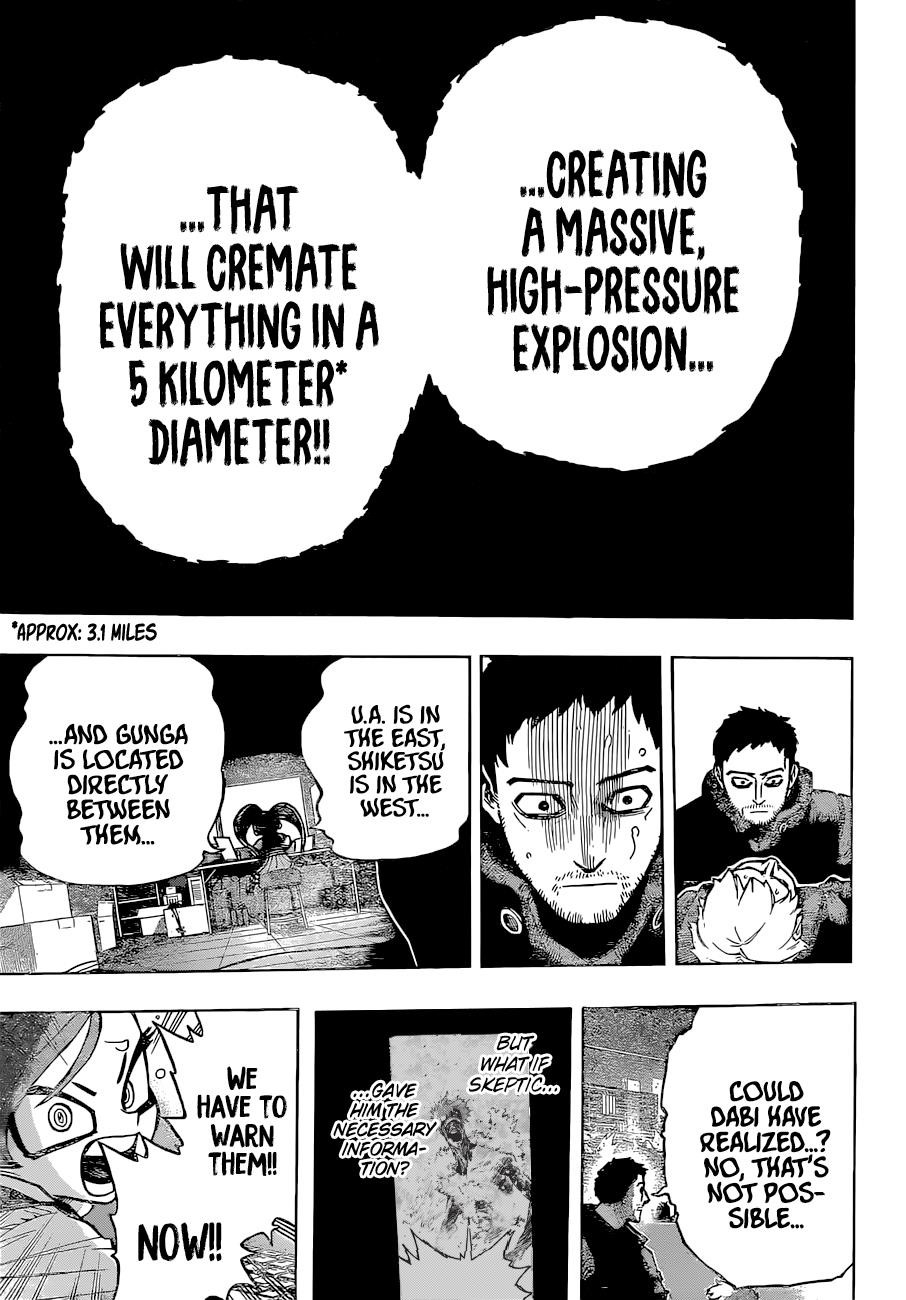 ...CREATING
A MASSIVE,
HIGH-PRESSURE
EXPLOSION...
...THAT
WILL CREMATE
EVERYTHING IN A
5 KILOMETER*
DIAMETER!!
*APPROX: 3.1 MILES
U.A. IS IN
THE EAST,
SHIKETSU
IS IN THE
WEST...
...AND GUNGA
IS LOCATED
DIRECTLY
BETWEEN
THEM...
COULD
DABI HAVE
REALIZED...?
NO, THAT'S
NOT POS-
SIBLE...
BUT
WHAT IF
SKEPTIC...
...GAVE
HIM THE
NECESSARY
INFORMA-
TION?
WE
HAVE TO
WARN
THEM!!
NOW!!